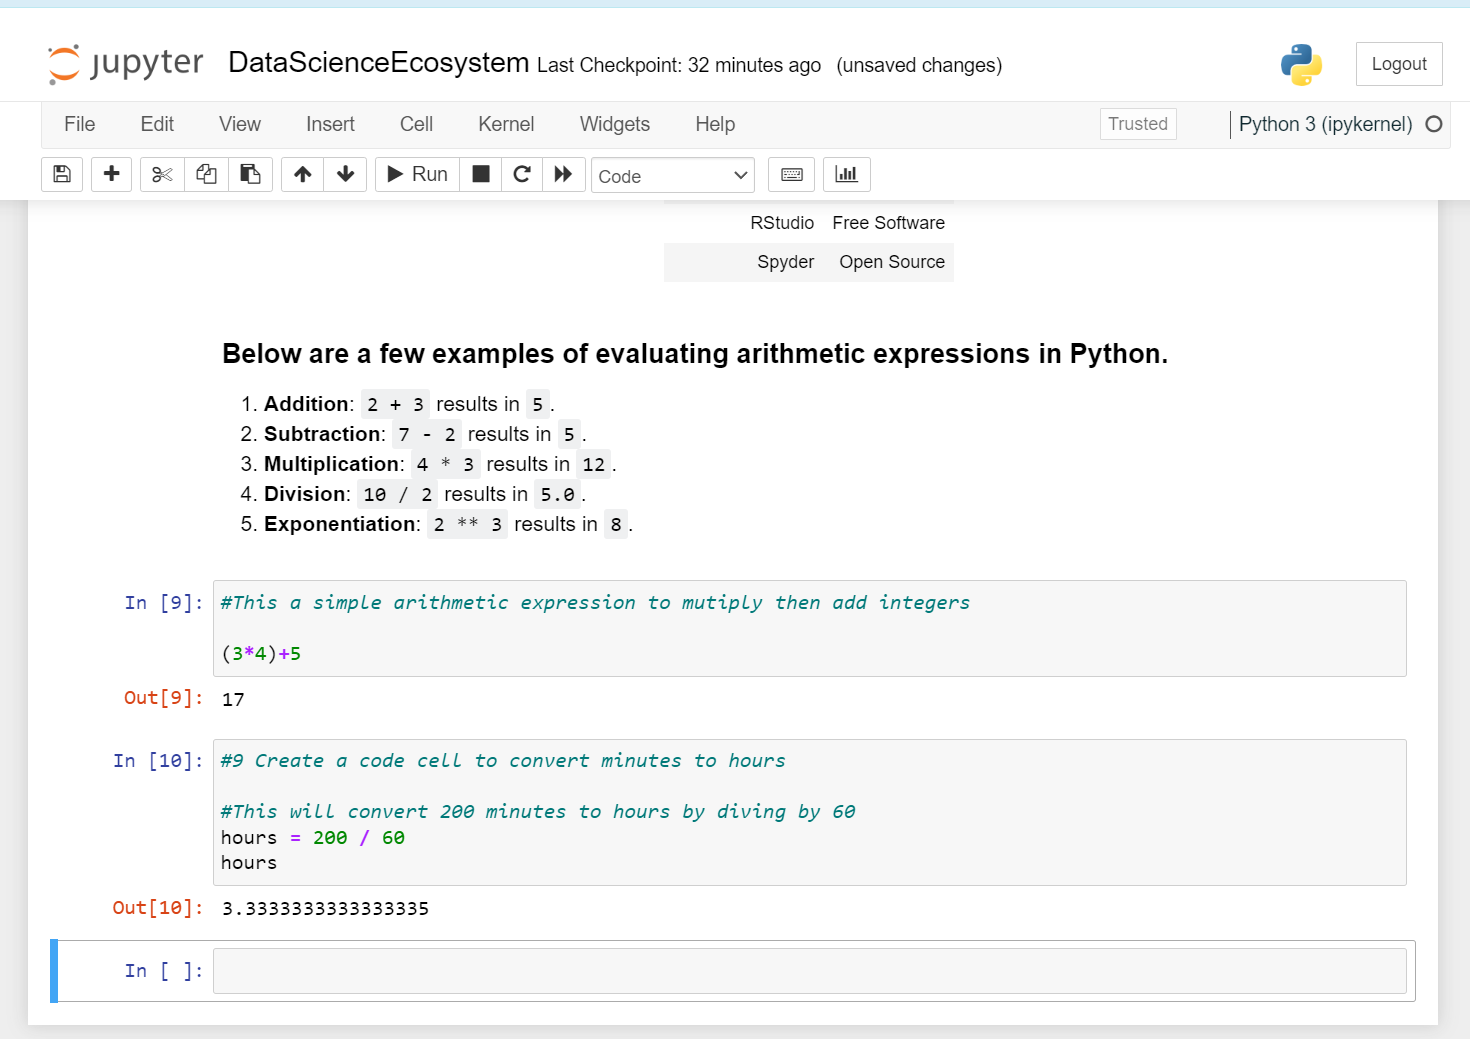 jupyter DataScienceEcosystem Last Checkpoint: 32 minutes ago (unsaved changes) Logout
File Edit View Insert Cell Kernel Widgets Help Trusted Python 3 (ipykernel)
Run Code
RStudio Free Software
Spyder Open Source
Below are a few examples of evaluating arithmetic expressions in Python.
1. Addition: 2 + 3 results in 5.
2. Subtraction: 7 - 2 results in 5.
3. Multiplication: 4 * 3 results in 12.
4. Division: 10 / 2 results in 5.0.
5. Exponentiation: 2 ** 3 results in 8.
In [9]: #This a simple arithmetic expression to mutiply then add integers
(3*4)+5
Out[9]: 17
In [10]: #9 Create a code cell to convert minutes to hours
#This will convert 200 minutes to hours by diving by 60
hours = 200 / 60
hours
Out[10]: 3.3333333333333335
In [ ]: